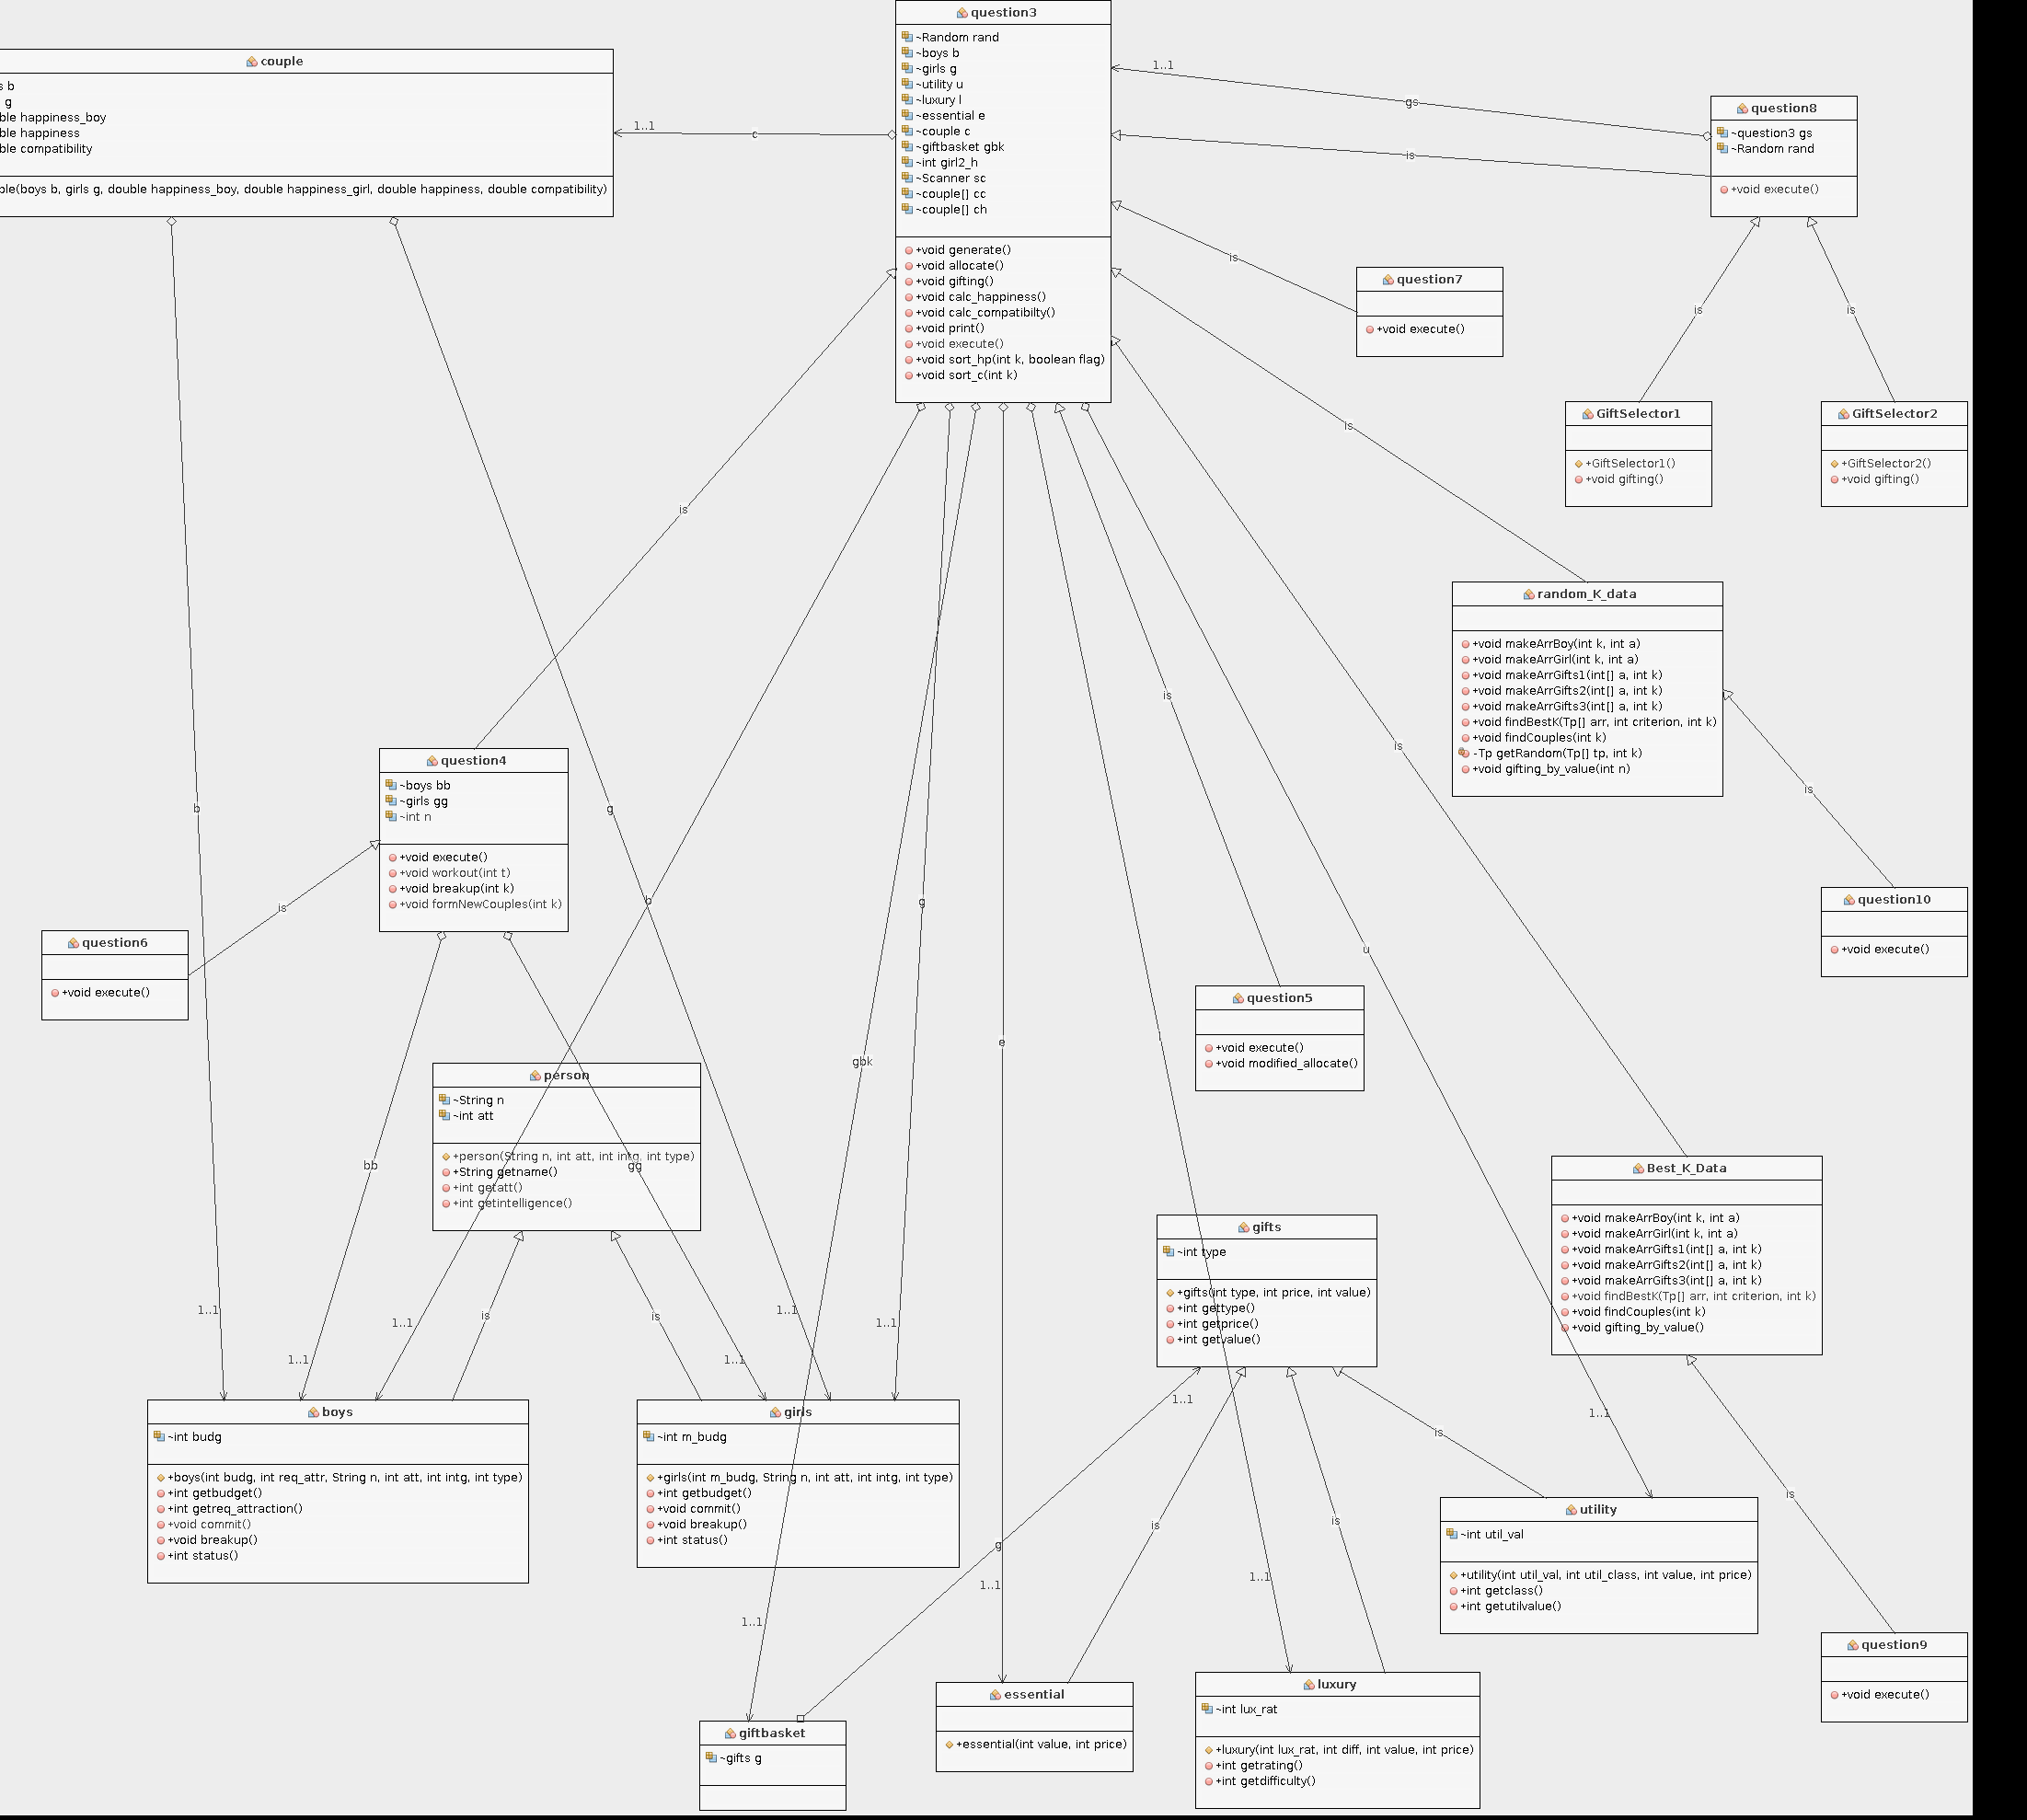 question3
~Random rand
~boys b
~girls g
~utility u
~luxury l
~essential e
~couple c
~giftbasket gbk
~int girl2_h
~Scanner sc
~couple[] cc
~couple[] ch
+void generate()
+void allocate()
+void gifting()
+void calc_happiness()
+void calc_compatibilty()
+void print()
+void execute()
+void sort_hp(int k, boolean flag)
+void sort_c(int k)
couple
b
g
happiness_boy
happiness
compatibility
b, girls g, double happiness_boy, double happiness_girl, double happiness, double compatibility)
1..1
c
1..1
gs
is
question8
~question3 gs
~Random rand
+void execute()
is
question7
+void execute()
is
is
GiftSelector1
+GiftSelector1()
+void gifting()
GiftSelector2
+GiftSelector2()
+void gifting()
is
is
random_K_data
+void makeArrBoy(int k, int a)
+void makeArrGirl(int k, int a)
+void makeArrGifts1(int[] a, int k)
+void makeArrGifts2(int[] a, int k)
+void makeArrGifts3(int[] a, int k)
+void findBestK(Tp[] arr, int criterion, int k)
+void findCouples(int k)
-Tp getRandom(Tp[] tp, int k)
+void gifting_by_value(int n)
is
is
is
question4
~boys bb
~girls gg
~int n
+void execute()
+void workout(int t)
+void breakup(int k)
+void formNewCouples(int k)
b
g
b
g
is
question10
+void execute()
is
question6
+void execute()
question5
+void execute()
+void modified_allocate()
u
e
l
gbk
person
~String n
~int att
+person(String n, int att, int intg, int type)
+String getname()
+int getatt()
+int getintelligence()
bb
gg
Best_K_Data
+void makeArrBoy(int k, int a)
+void makeArrGirl(int k, int a)
+void makeArrGifts1(int[] a, int k)
+void makeArrGifts2(int[] a, int k)
+void makeArrGifts3(int[] a, int k)
+void findBestK(Tp[] arr, int criterion, int k)
+void findCouples(int k)
+void gifting_by_value()
gifts
~int type
+gifts(int type, int price, int value)
+int gettype()
+int getprice()
+int getvalue()
1..1
1..1
is
is
1..1
1..1
1..1
1..1
boys
~int budg
+boys(int budg, int req_attr, String n, int att, int intg, int type)
+int getbudget()
+int getreq_attraction()
+void commit()
+void breakup()
+int status()
girls
~int m_budg
+girls(int m_budg, String n, int att, int intg, int type)
+int getbudget()
+void commit()
+void breakup()
+int status()
1..1
1..1
is
is
is
is
g
1..1
1..1
1..1
utility
~int util_val
+utility(int util_val, int util_class, int value, int price)
+int getclass()
+int getutilvalue()
question9
+void execute()
essential
+essential(int value, int price)
luxury
~int lux_rat
+luxury(int lux_rat, int diff, int value, int price)
+int getrating()
+int getdifficulty()
giftbasket
~gifts g